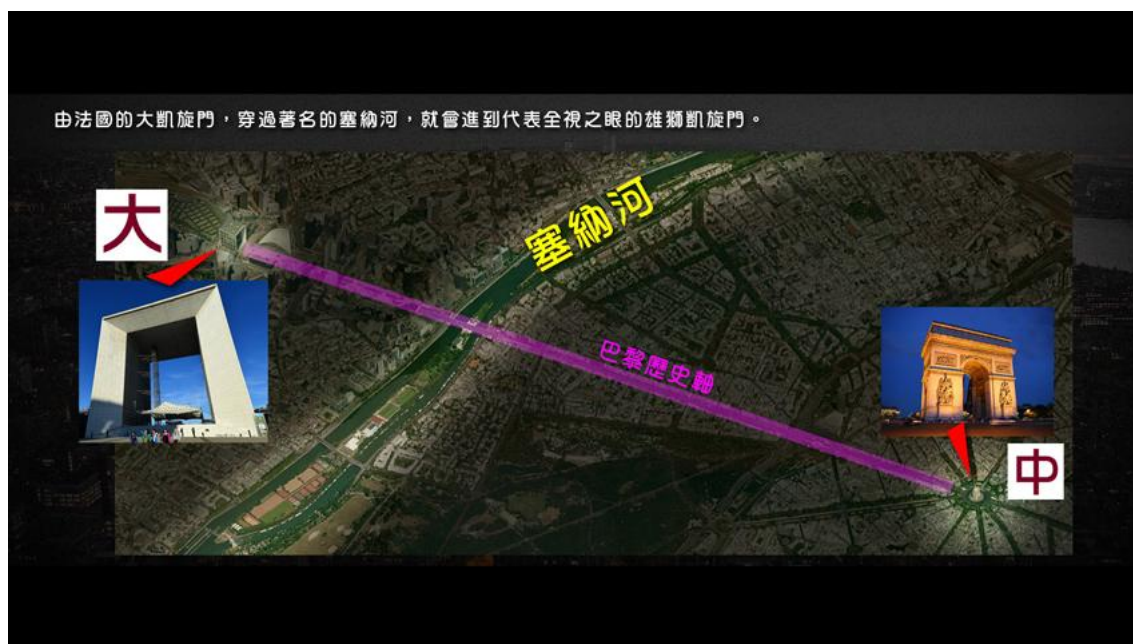 由法國的大凱旋門，穿過著名的塞納河，就會進到代表全視之眼的雄獅凱旋門。
大
塞納河
巴黎歷史軸
中